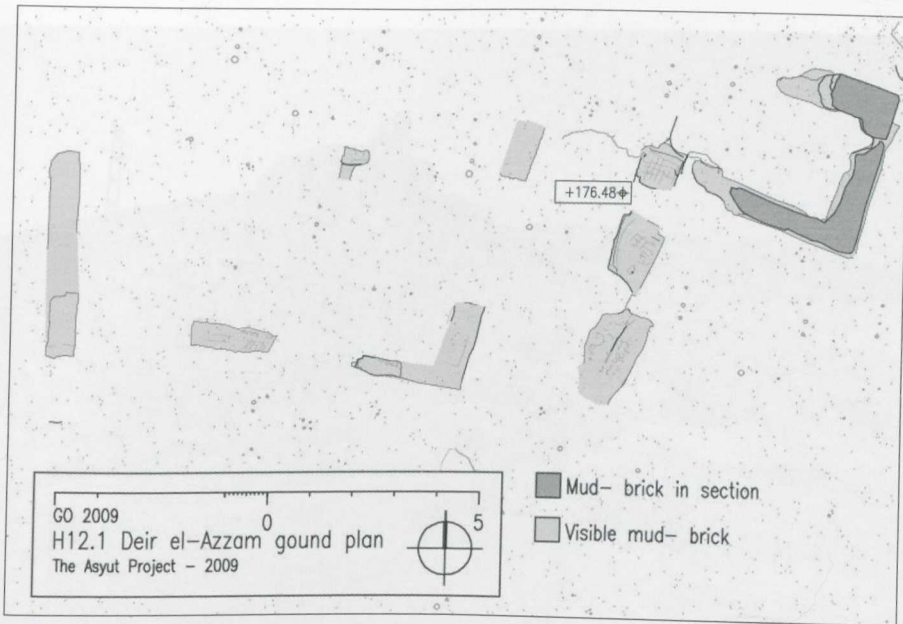 +176.48
GO 2009
0 5
H12.1 Deir el-Azzam gound plan
The Asyut Project - 2009
Mud- brick in section
Visible mud- brick